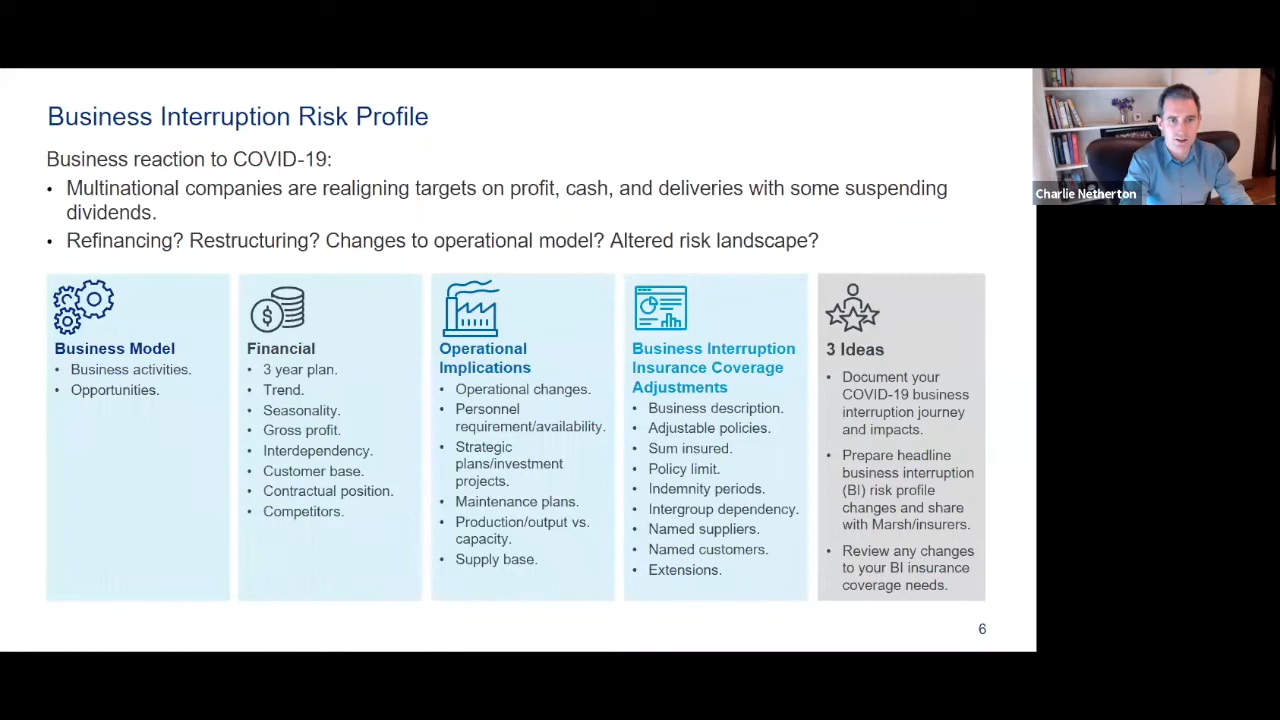 Business Interruption Risk Profile
Business reaction to COVID-19:
• Multinational companies are realigning targets on profit, cash, and deliveries with some suspending
dividends.
• Refinancing? Restructuring? Changes to operational model? Altered risk landscape?
Business Model
• Business activities.
• Opportunities.
Financial
• 3 year plan.
• Trend.
• Seasonality.
• Gross profit.
• Interdependency.
• Customer base.
• Contractual position.
• Competitors.
Operational
Implications
• Operational changes.
• Personnel
requirement/availability.
• Strategic
plans/investment
projects.
• Maintenance plans.
• Production/output vs.
capacity.
• Supply base.
Business Interruption
Insurance Coverage
Adjustments
• Business description.
• Adjustable policies.
• Sum insured.
• Policy limit.
• Indemnity periods.
• Intergroup dependency.
• Named suppliers.
• Named customers.
• Extensions.
3 Ideas
• Document your
COVID-19 business
interruption journey
and impacts.
• Prepare headline
business interruption
(BI) risk profile
changes and share
with Marsh/insurers.
• Review any changes
to your BI insurance
coverage needs.
6
Charlie Netherton